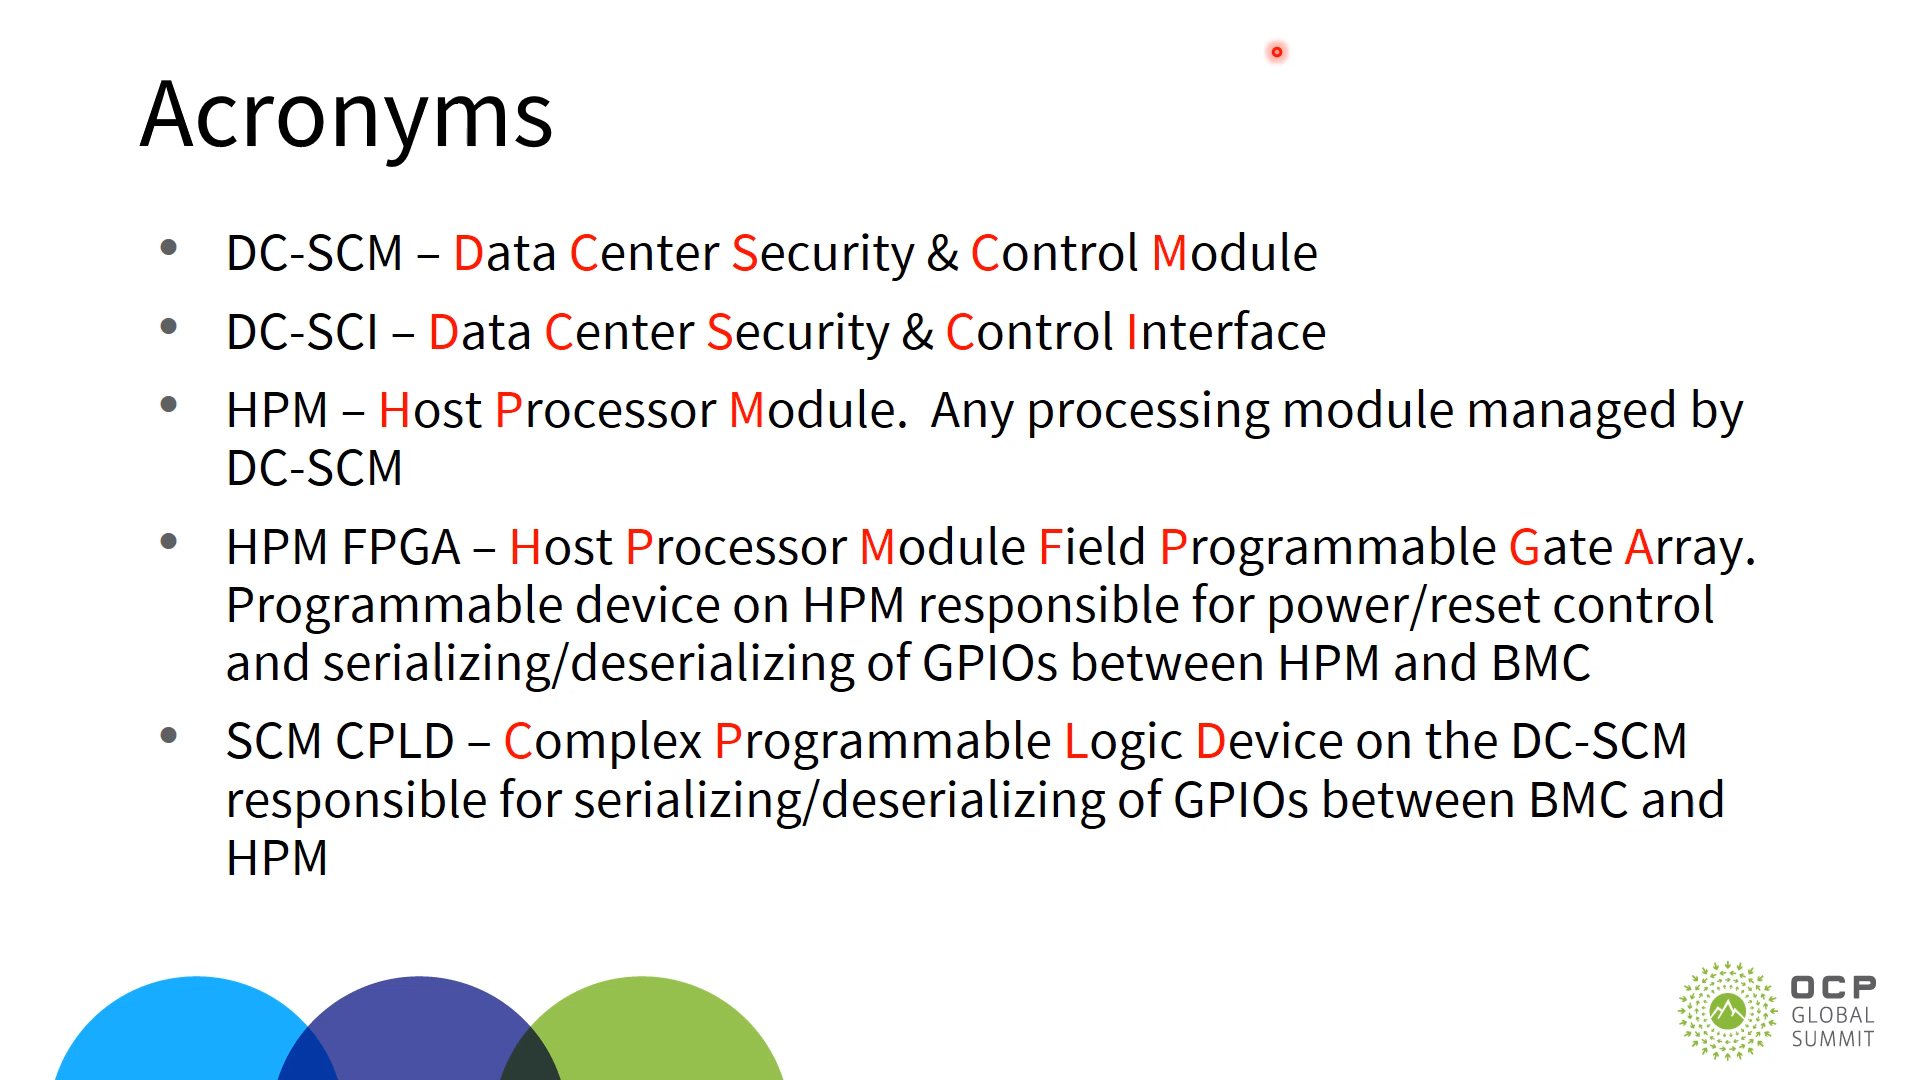 Acronyms
• DC-SCM – Data Center Security & Control Module
• DC-SCI – Data Center Security & Control Interface
• HPM – Host Processor Module.  Any processing module managed by
DC-SCM
• HPM FPGA – Host Processor Module Field Programmable Gate Array.
Programmable device on HPM responsible for power/reset control
and serializing/deserializing of GPIOs between HPM and BMC
• SCM CPLD – Complex Programmable Logic Device on the DC-SCM
responsible for serializing/deserializing of GPIOs between BMC and
HPM
OCP
GLOBAL
SUMMIT